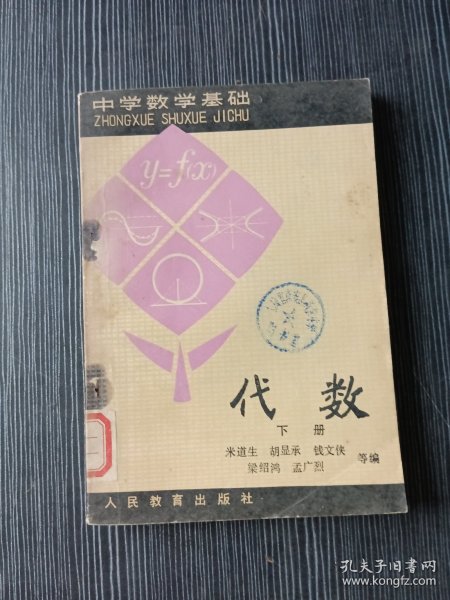 中学数学基础
ZHONGXUE SHUXUE JICHU
y=f(x)
代数
下册
米道生 胡显承 钱文侠
梁绍鸿 孟广烈 等编
人民教育出版社
孔夫子旧书网
www.kongfz.com